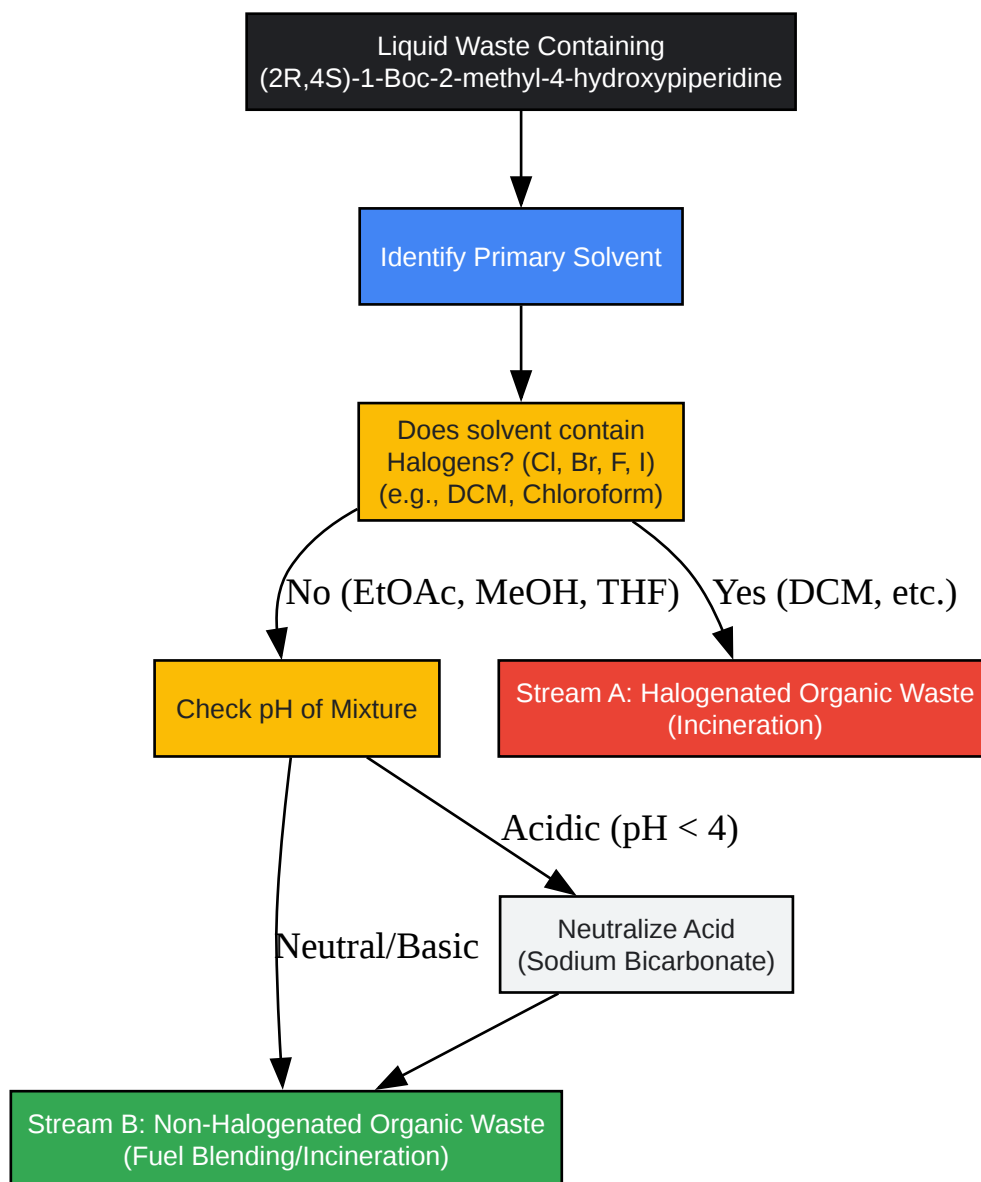 Liquid Waste Containing
(2R,4S)-1-Boc-2-methyl-4-hydroxypiperidine
Identify Primary Solvent
Does solvent contain
Halogens? (Cl, Br, F, I)
(e.g., DCM, Chloroform)
No (EtOAc, MeOH, THF)
Yes (DCM, etc.)
Check pH of Mixture
Stream A: Halogenated Organic Waste
(Incineration)
Acidic (pH < 4)
Neutral/Basic
Neutralize Acid
(Sodium Bicarbonate)
Stream B: Non-Halogenated Organic Waste
(Fuel Blending/Incineration)